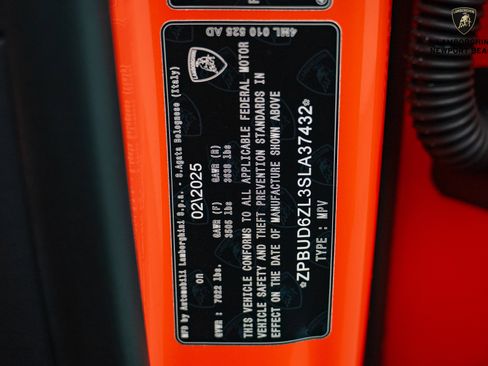 4ML 010 525 AD
Mfd by Automobili Lamborghini S.p.a. - S.Agata Bolognese (Italy)
on 02\2025
GVWR : 7022 lbs. GAWR (F) 3505 lbs GAWR (R) 3638 lbs
THIS VEHICLE CONFORMS TO ALL APPLICABLE FEDERAL MOTOR
VEHICLE SAFETY AND THEFT PREVENTION STANDARDS IN
EFFECT ON THE DATE OF MANUFACTURE SHOWN ABOVE
*ZPBUD6ZL3SLA37432*
TYPE : MPV
LAMBORGHINI
NEWPORT BEACH